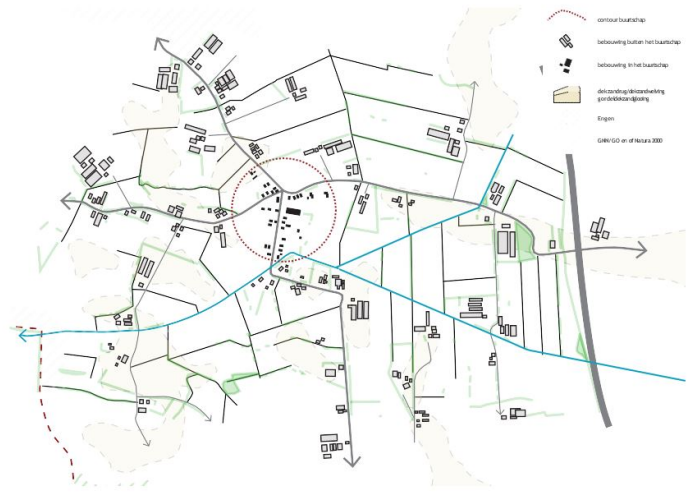 contour buurtschap
bebouwing buiten het buurtschap
bebouwing in het buurtschap
dekzandrug/dekzandwelving
gordeldekzandglooiing
Engen
GNN/GO en of Natura 2000